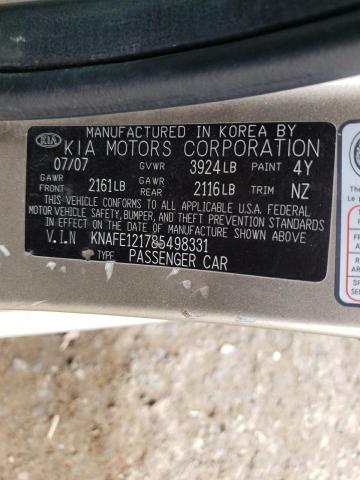 KIA
MANUFACTURED IN KOREA BY
KIA MOTORS CORPORATION
07/07 GVWR 3924LB PAINT 4Y
GAWR FRONT 2161LB GAWR REAR 2116LB TRIM NZ
THIS VEHICLE CONFORMS TO ALL APPLICABLE U.S.A. FEDERAL
MOTOR VEHICLE SAFETY, BUMPER, AND THEFT PREVENTION STANDARDS
IN EFFECT ON THE DATE OF MANUFACTURE SHOWN ABOVE.
V.I.N KNAFE121785498331
TYPE PASSENGER CAR